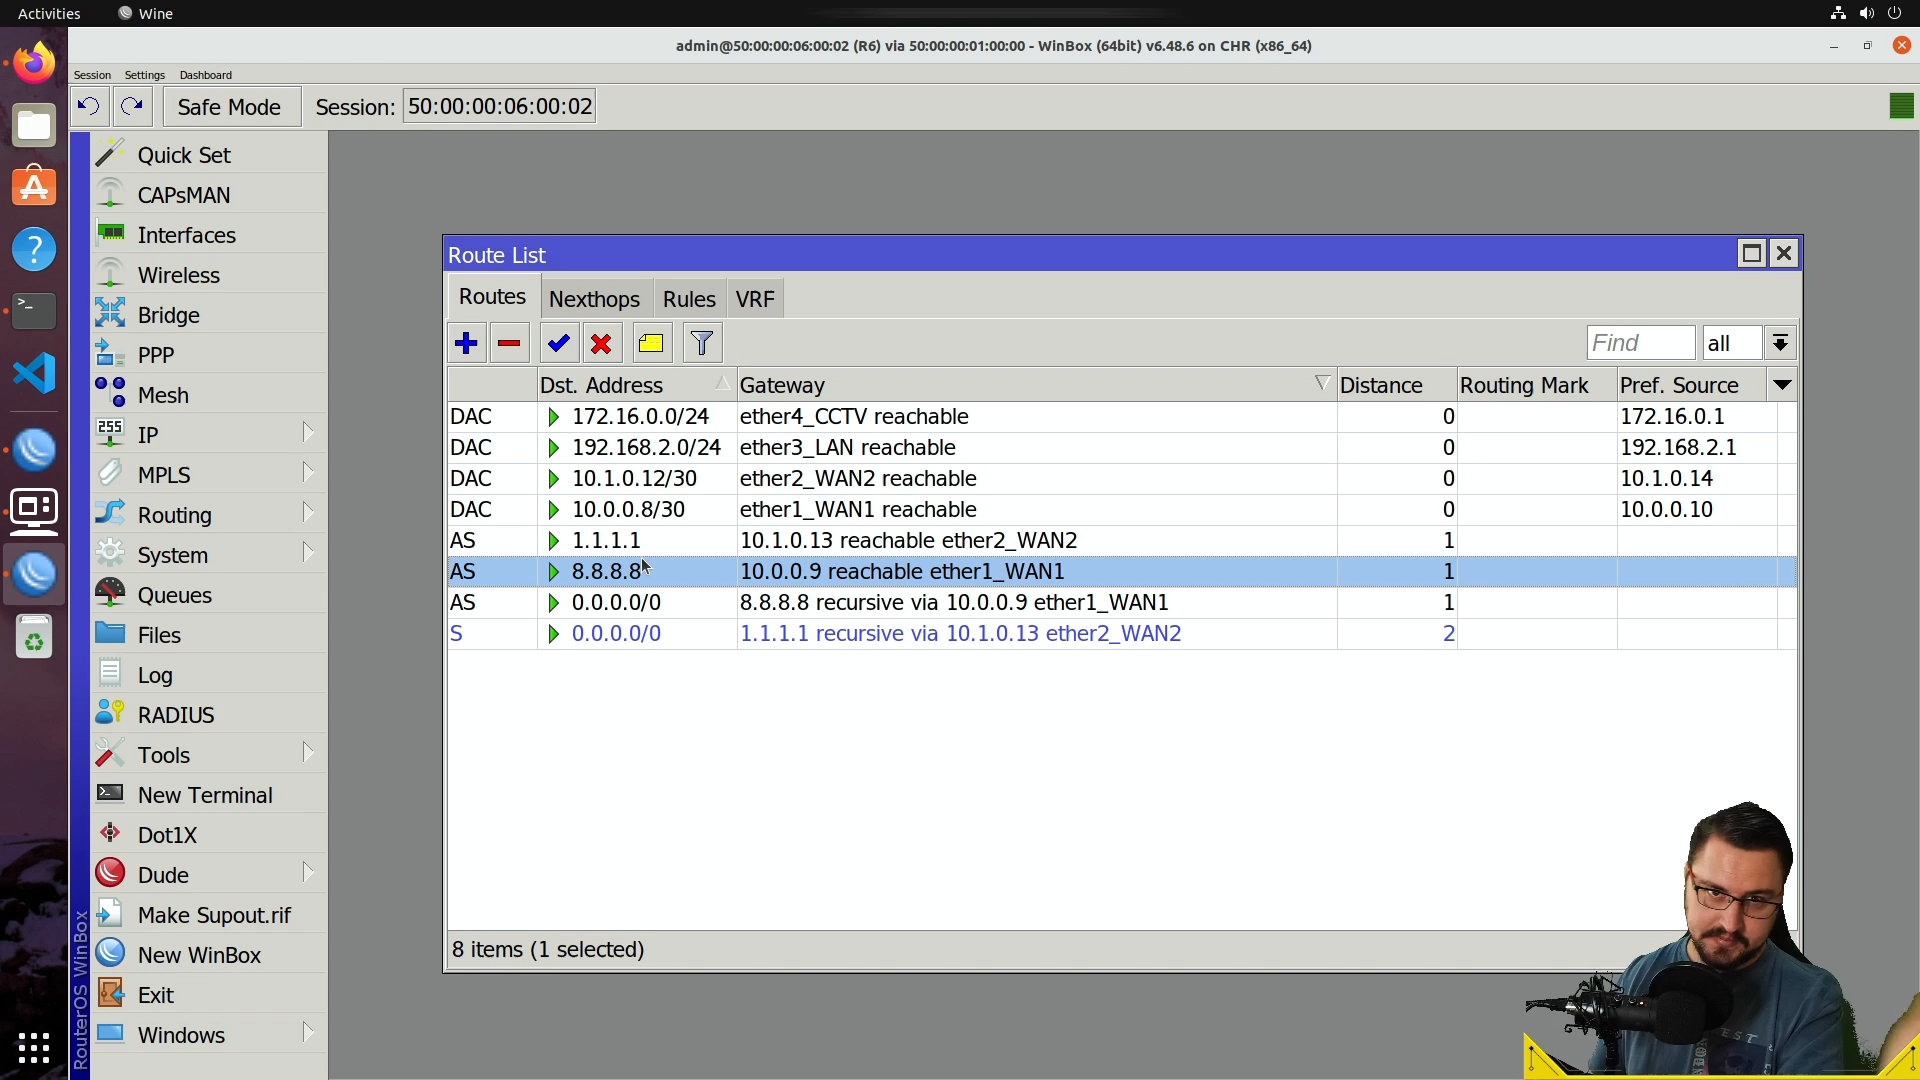 Activities Wine
admin@50:00:00:06:00:02 (R6) via 50:00:00:01:00:00 - WinBox (64bit) v6.48.6 on CHR (x86_64)
Session Settings Dashboard
Safe Mode Session: 50:00:00:06:00:02
Quick Set
CAPsMAN
Interfaces
Wireless
Bridge
PPP
Mesh
255 IP
MPLS
Routing
System
Queues
Files
Log
RADIUS
Tools
New Terminal
Dot1X
Dude
Make Supout.rif
New WinBox
Exit
Windows
RouterOS WinBox
Route List
Routes Nexthops Rules VRF
Find all
Dst. Address Gateway Distance Routing Mark Pref. Source
DAC 172.16.0.0/24 ether4_CCTV reachable 0 172.16.0.1
DAC 192.168.2.0/24 ether3_LAN reachable 0 192.168.2.1
DAC 10.1.0.12/30 ether2_WAN2 reachable 0 10.1.0.14
DAC 10.0.0.8/30 ether1_WAN1 reachable 0 10.0.0.10
AS 1.1.1.1 10.1.0.13 reachable ether2_WAN2 1
AS 8.8.8.8 10.0.0.9 reachable ether1_WAN1 1
AS 0.0.0.0/0 8.8.8.8 recursive via 10.0.0.9 ether1_WAN1 1
S 0.0.0.0/0 1.1.1.1 recursive via 10.1.0.13 ether2_WAN2 2
8 items (1 selected)